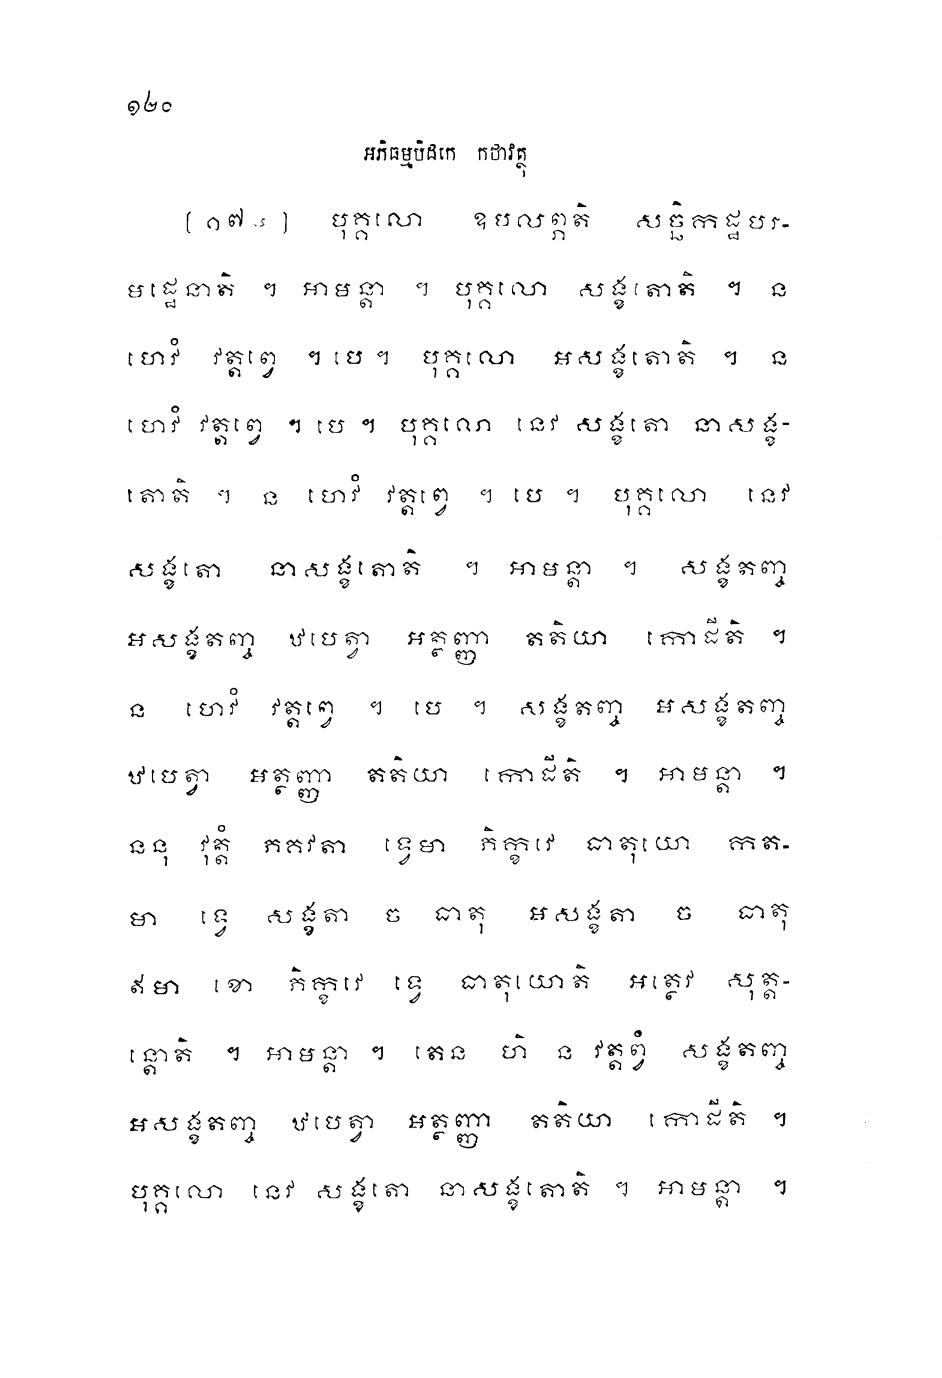 ១២០
អភិធម្មបិដកេ កថាវត្ថុ
បុគ្គលោ ឧបលព្ភតិ សច្ចិកដ្ឋបរ-
មដ្ឋេនាតិ ។ អាមន្តា ។ បុគ្គលោ សង្ខតោតិ ។ ន
ហេវំ វត្តព្វេ ។ បេ ។ បុគ្គលោ អសង្ខតោតិ ។ ន
ហេវំ វត្តព្វេ ។ បេ ។ បុគ្គលោ នេវ សង្ខតោ នាសង្ខ-
តោតិ ។ ន ហេវំ វត្តព្វេ ។ បេ ។ បុគ្គលោ នេវ
សង្ខតោ នាសង្ខតោតិ ។ អាមន្តា ។ សង្ខតញ្ច
អសង្ខតញ្ច ឋបេត្វា អត្ថញ្ញា តតិយា កោដីតិ ។
ន ហេវំ វត្តព្វេ ។ បេ ។ សង្ខតញ្ច អសង្ខតញ្ច
ឋបេត្វា អត្ថញ្ញា តតិយា កោដីតិ ។ អាមន្តា ។
ននុ វុត្តំ ភគវតា ទ្វេមា ភិក្ខវេ ធាតុយោ កត-
មា ទ្វេ សង្ខតា ច ធាតុ អសង្ខតា ច ធាតុ
ឥមា ខោ ភិក្ខវេ ទ្វេ ធាតុយោតិ អត្ថេវ សុត្ត-
ន្តោតិ ។ អាមន្តា ។ តេន ហិ ន វត្តព្វំ សង្ខតញ្ច
អសង្ខតញ្ច ឋបេត្វា អត្ថញ្ញា តតិយា កោដីតិ ។
បុគ្គលោ នេវ សង្ខតោ នាសង្ខតោតិ ។ អាមន្តា ។